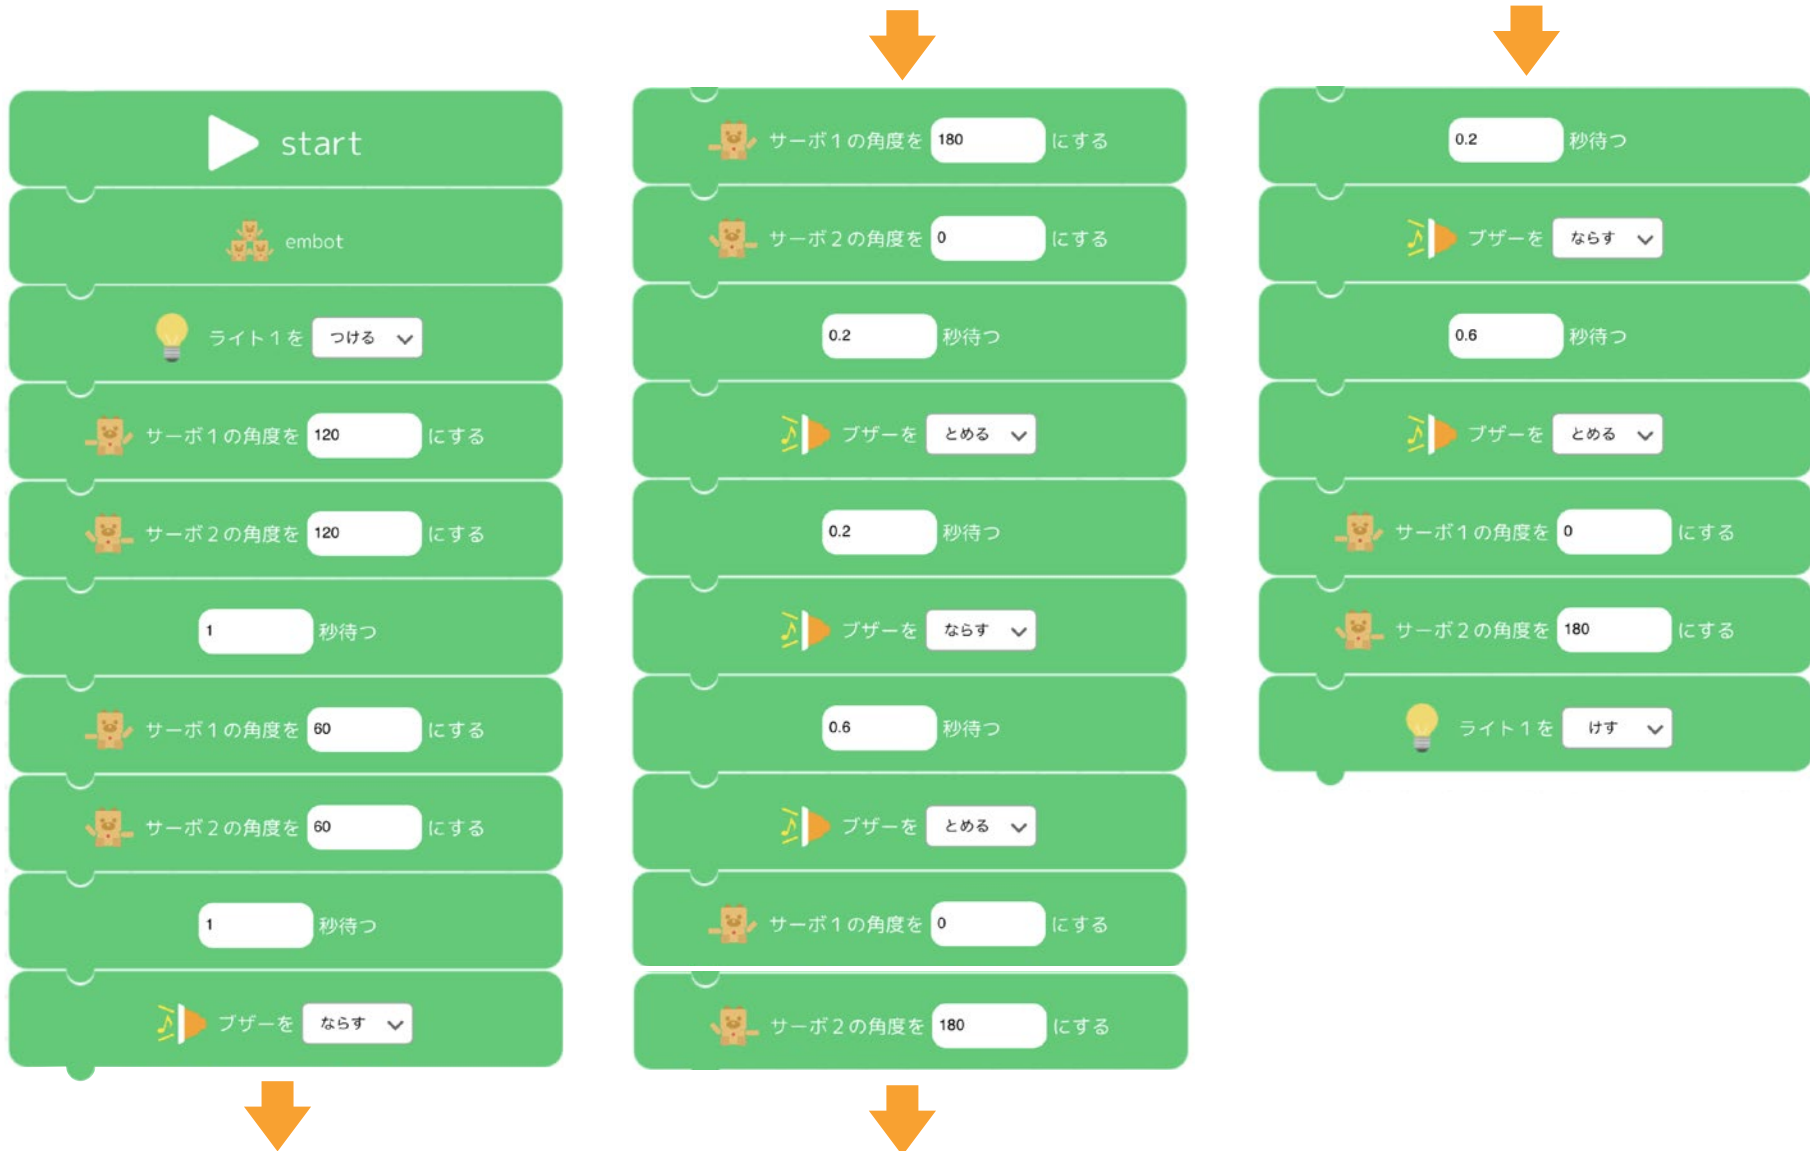 start
embot
ライト1を つける
サーボ1の角度を 120 にする
サーボ2の角度を 120 にする
1 秒待つ
サーボ1の角度を 60 にする
サーボ2の角度を 60 にする
1 秒待つ
ブザーを ならす
サーボ1の角度を 180 にする
サーボ2の角度を 0 にする
0.2 秒待つ
ブザーを とめる
0.2 秒待つ
ブザーを ならす
0.6 秒待つ
ブザーを とめる
サーボ1の角度を 0 にする
サーボ2の角度を 180 にする
0.2 秒待つ
ブザーを ならす
0.6 秒待つ
ブザーを とめる
サーボ1の角度を 0 にする
サーボ2の角度を 180 にする
ライト1を けす